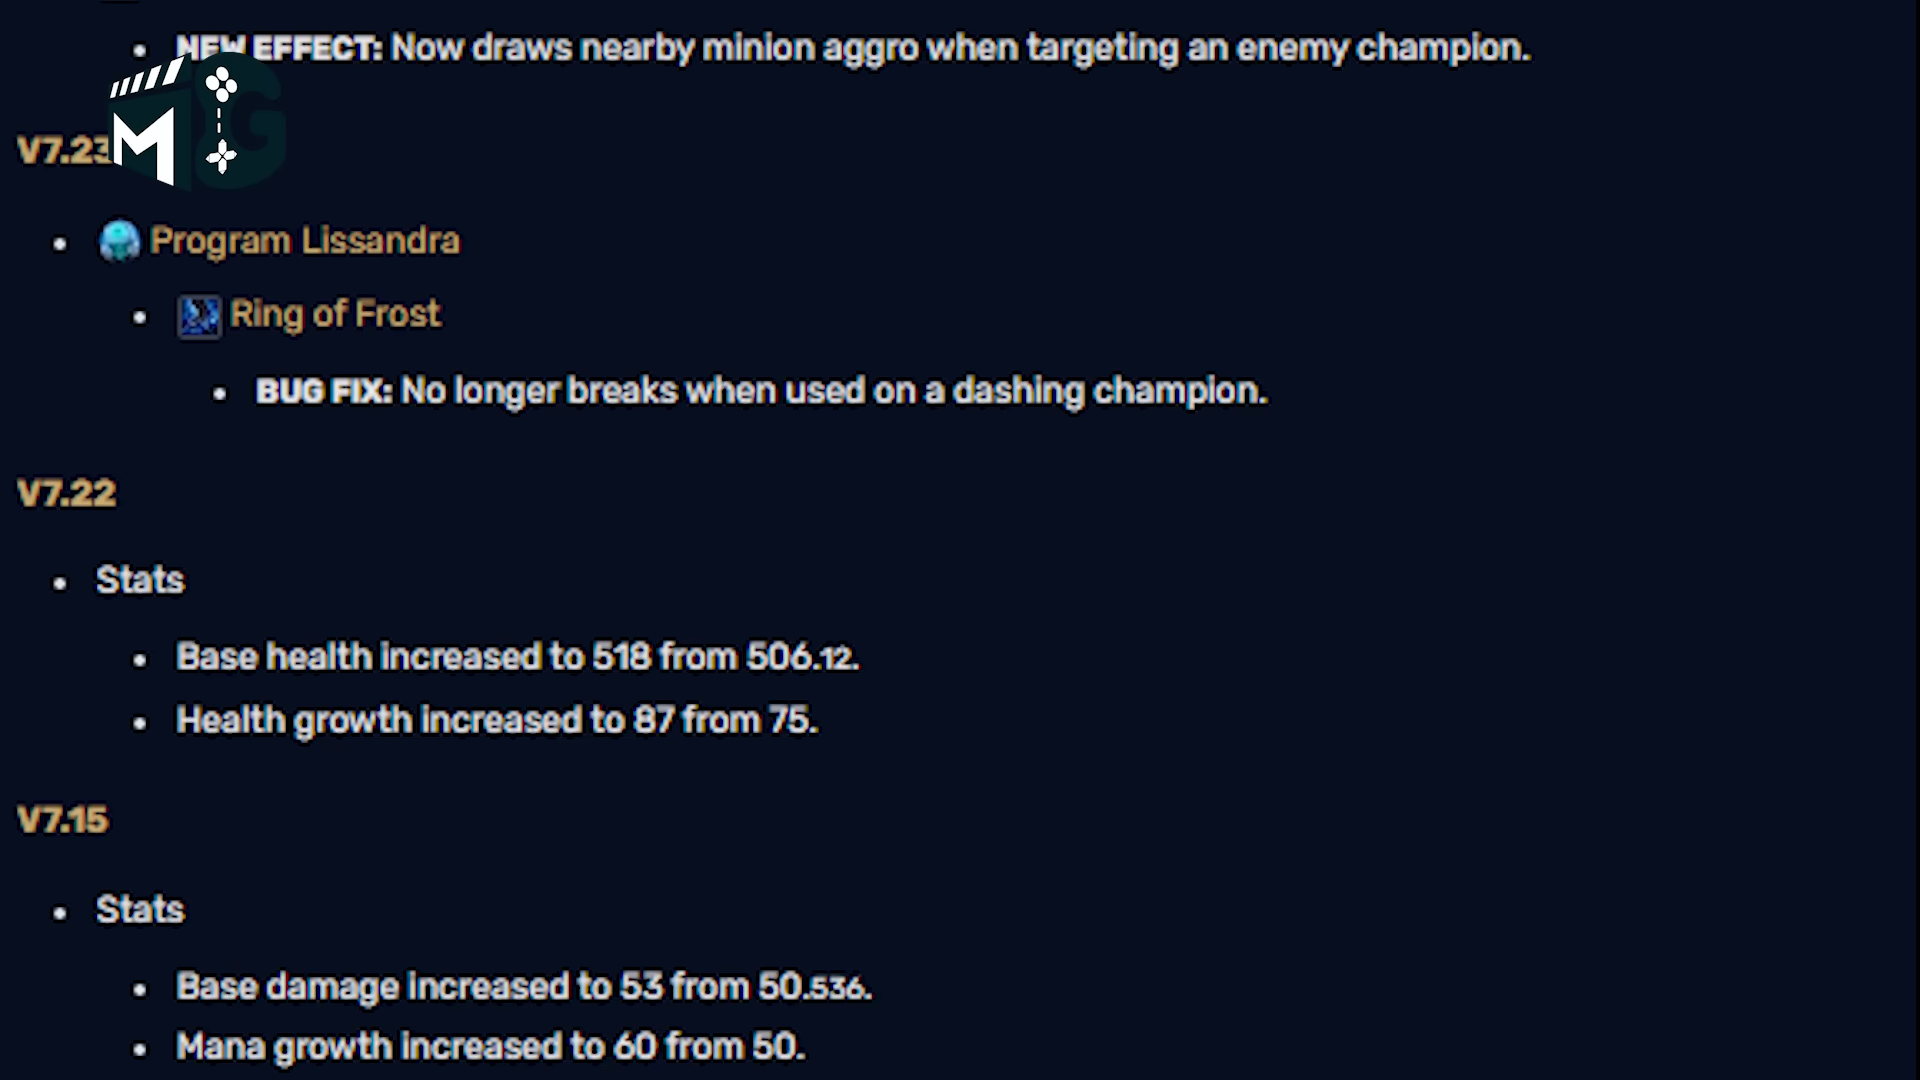 NEW EFFECT: Now draws nearby minion aggro when targeting an enemy champion.
MG
V7.23
Program Lissandra
Ring of Frost
BUG FIX: No longer breaks when used on a dashing champion.
V7.22
Stats
Base health increased to 518 from 506.12.
Health growth increased to 87 from 75.
V7.15
Stats
Base damage increased to 53 from 50.536.
Mana growth increased to 60 from 50.